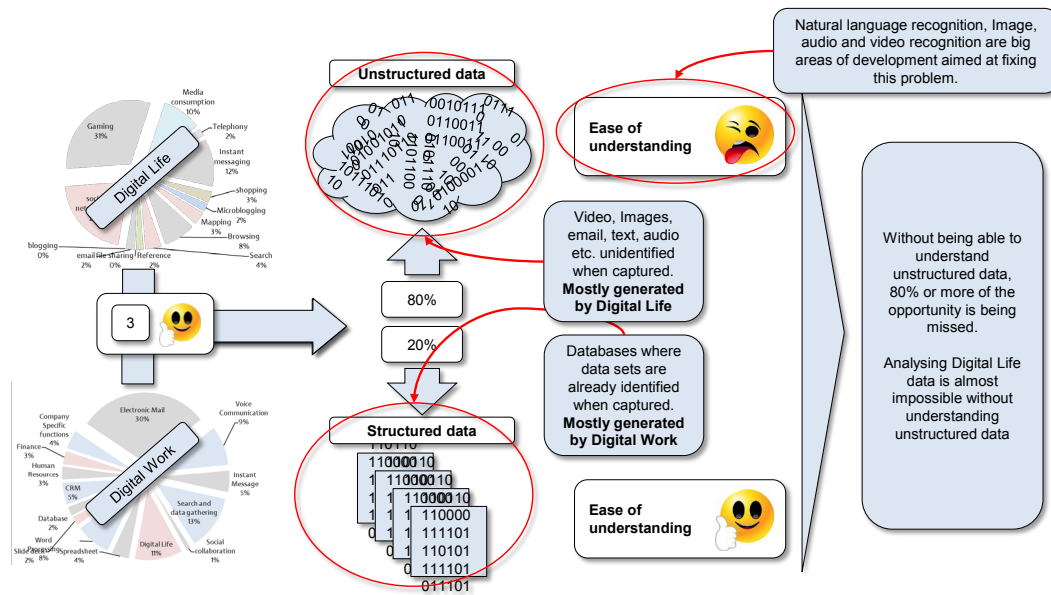 Natural language recognition, Image,
audio and video recognition are big
areas of development aimed at fixing
this problem.
Unstructured data
Ease of
understanding
Media
consumption
10%
Gaming
31%
Telephony
2%
Instant
messaging
12%
shopping
3%
Microblogging
2%
Mapping
3%
Browsing
8%
Search
4%
Reference
2%
file sharing
0%
email
2%
blogging
0%
Digital Life
3
80%
20%
Video, Images,
email, text, audio
etc. unidentified
when captured.
Mostly generated
by Digital Life
Databases where
data sets are
already identified
when captured.
Mostly generated
by Digital Work
Without being able to
understand
unstructured data,
80% or more of the
opportunity is being
missed.
Analysing Digital Life
data is almost
impossible without
understanding
unstructured data
Structured data
110000
111101
110101
111101
011101
Ease of
understanding
Electronic Mail
30%
Voice
Communication
9%
Instant
Message
5%
Search and
data gathering
13%
Social
collaboration
1%
Digital Life
11%
Spreadsheet
4%
Word
Processing
8%
Slide deck
2%
Database
2%
CRM
5%
Human
Resources
3%
Finance
3%
Company
Specific
functions
4%
Digital Work